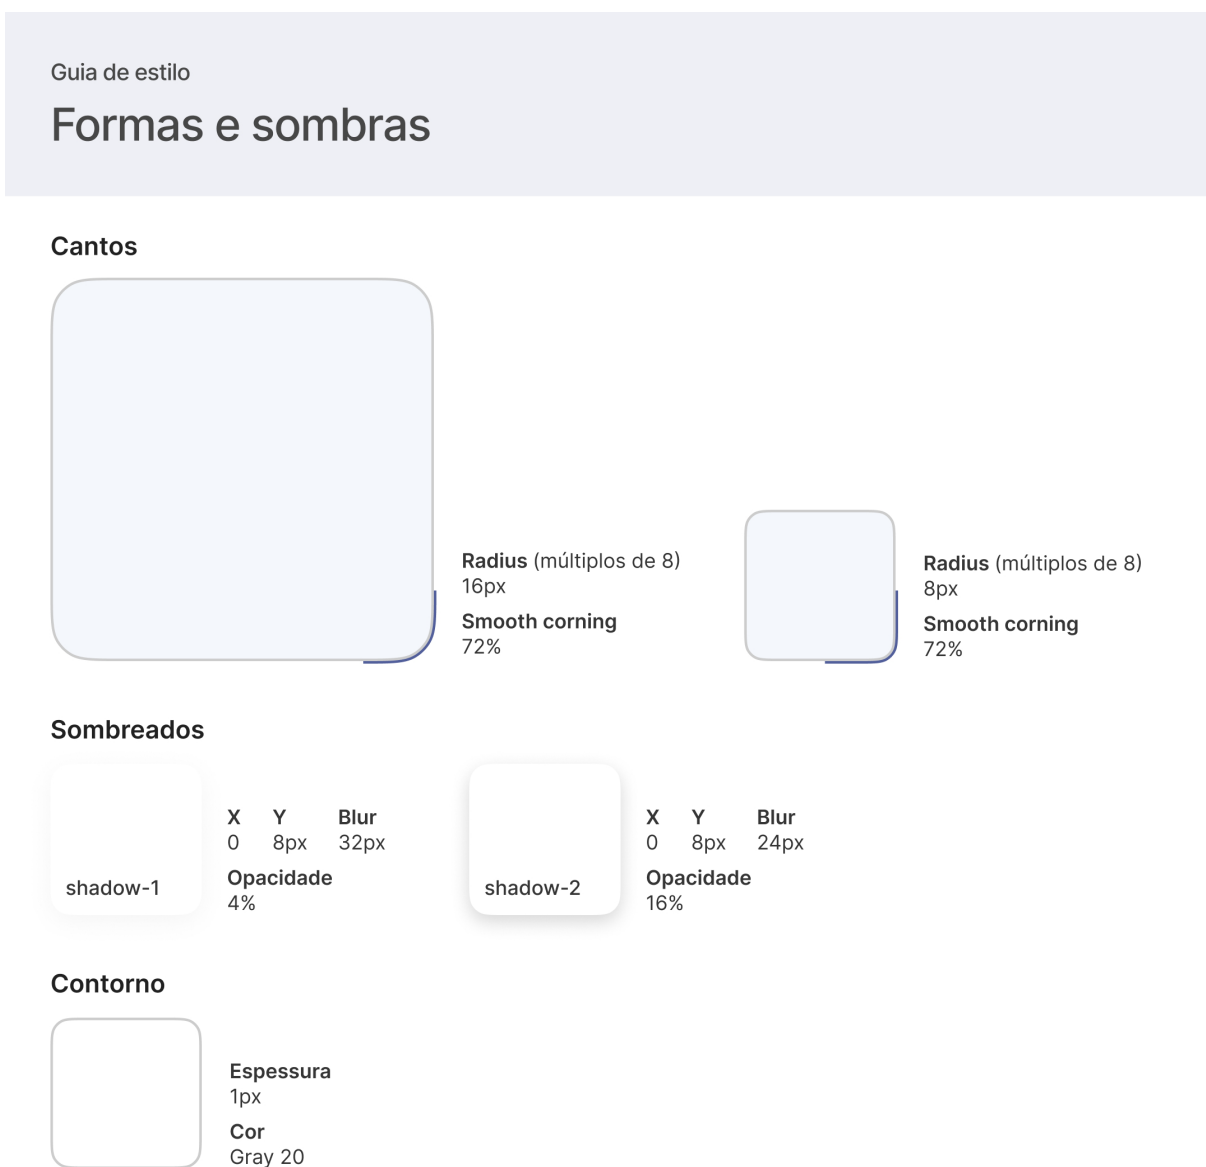 Guia de estilo
Formas e sombras
Cantos
Radius (múltiplos de 8)
16px
Smooth corning
72%
Radius (múltiplos de 8)
8px
Smooth corning
72%
Sombreados
shadow-1
X Y Blur
0 8px 32px
Opacidade
4%
shadow-2
X Y Blur
0 8px 24px
Opacidade
16%
Contorno
Espessura
1px
Cor
Gray 20